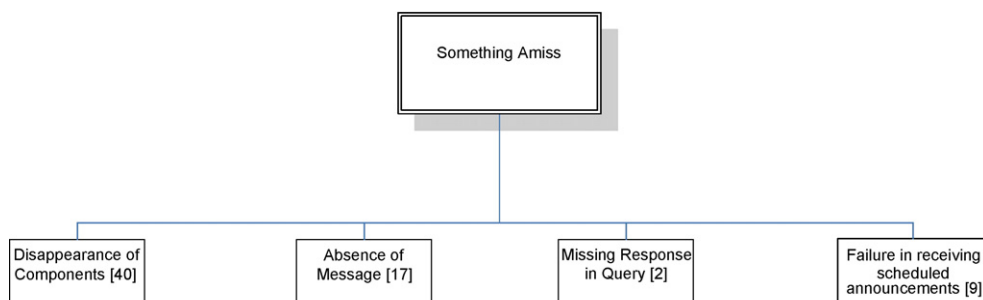 Something Amiss
Disappearance of
Components [40]
Absence of
Message [17]
Missing Response
in Query [2]
Failure in receiving
scheduled
announcements [9]